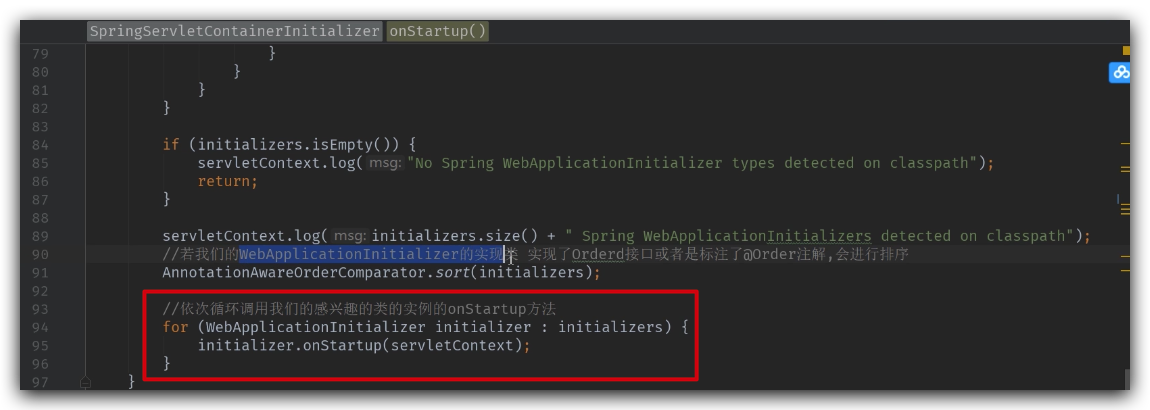 SpringServletContainerInitializer onStartup()
79 }
80 }
81 }
82 }
83
84 if (initializers.isEmpty()) {
85 servletContext.log( msg: "No Spring WebApplicationInitializer types detected on classpath");
86 return;
87 }
88
89 servletContext.log( msg: initializers.size() + " Spring WebApplicationInitializers detected on classpath");
90 //若我们的WebApplicationInitializer的实现类 实现了Orderd接口或者是标注了@Order注解,会进行排序
91 AnnotationAwareOrderComparator.sort(initializers);
92
93 //依次循环调用我们的感兴趣的类的实例的onStartup方法
94 for (WebApplicationInitializer initializer : initializers) {
95 initializer.onStartup(servletContext);
96 }
97 }